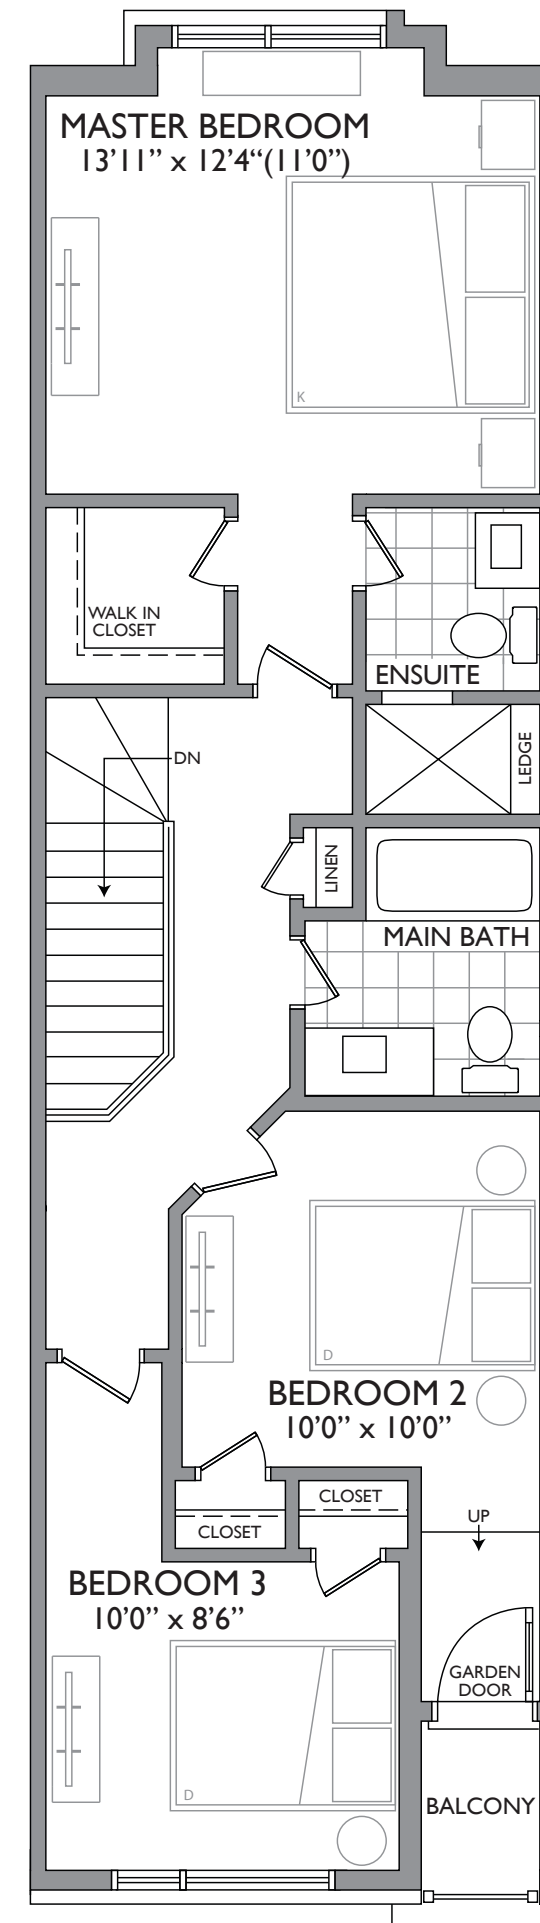 MASTER BEDROOM
13’11” x 12’4“(11’0”)
K
WALK IN
CLOSET
ENSUITE
DN
LEDGE
LINEN
MAIN BATH
D
BEDROOM 2
10’0” x 10’0”
CLOSET
CLOSET
UP
BEDROOM 3
10’0” x 8’6”
GARDEN
DOOR
D
BALCONY